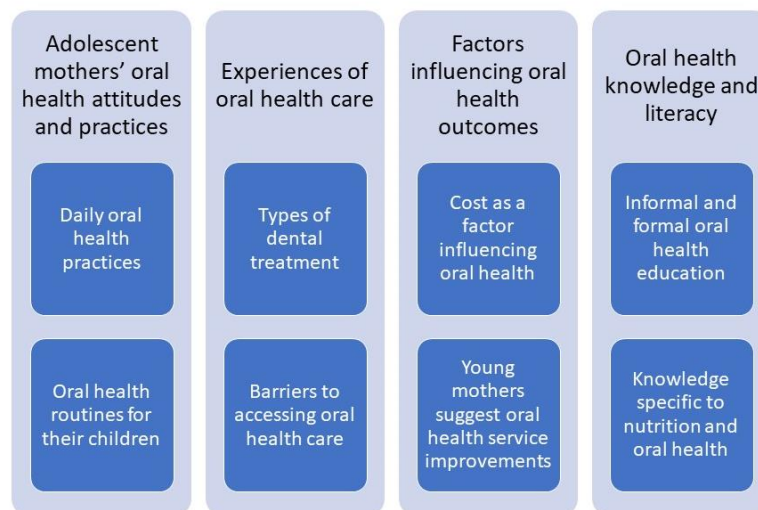 Adolescent
mothers’ oral
health attitudes
and practices
Daily oral
health
practices
Oral health
routines for
their children
Experiences of
oral health care
Types of
dental
treatment
Barriers to
accessing oral
health care
Factors
influencing oral
health
outcomes
Cost as a
factor
influencing
oral health
Young
mothers
suggest oral
health service
improvements
Oral health
knowledge and
literacy
Informal and
formal oral
health
education
Knowledge
specific to
nutrition and
oral health